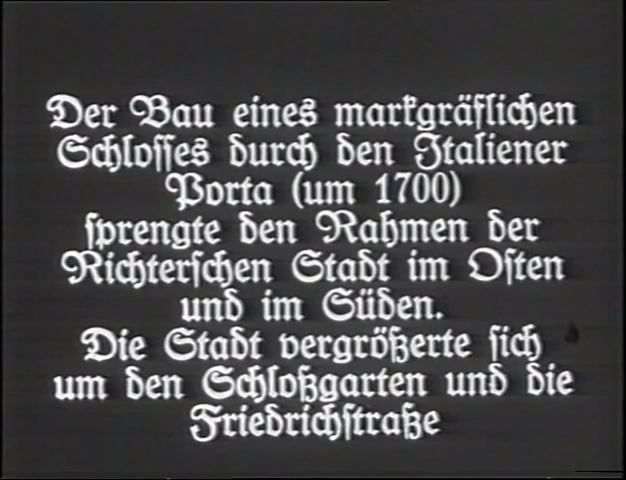 Der Bau eines markgräflichen
Schlosses durch den Italiener
Porta (um 1700)
sprengte den Rahmen der
Richterschen Stadt im Osten
und im Süden.
Die Stadt vergrößerte sich
um den Schloßgarten und die
Friedrichstraße